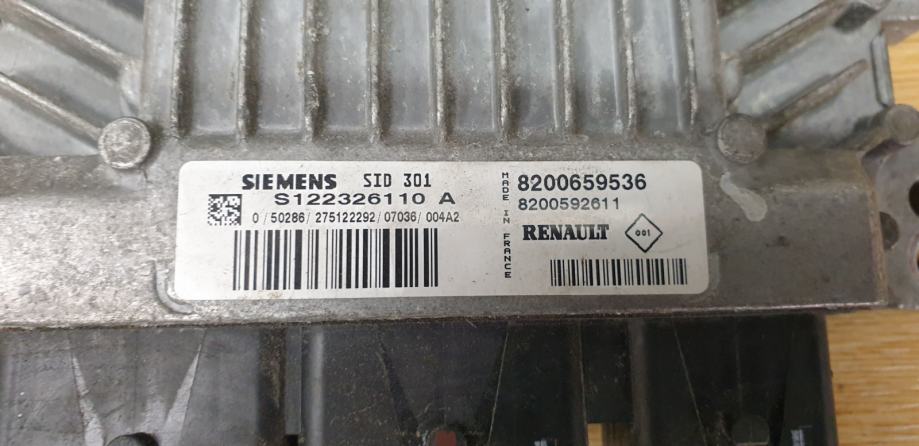 SIEMENS SID 301
S122326110 A
0/50286/275122292/07036/004A2
MADE IN FRANCE
8200659536
8200592611
RENAULT 001